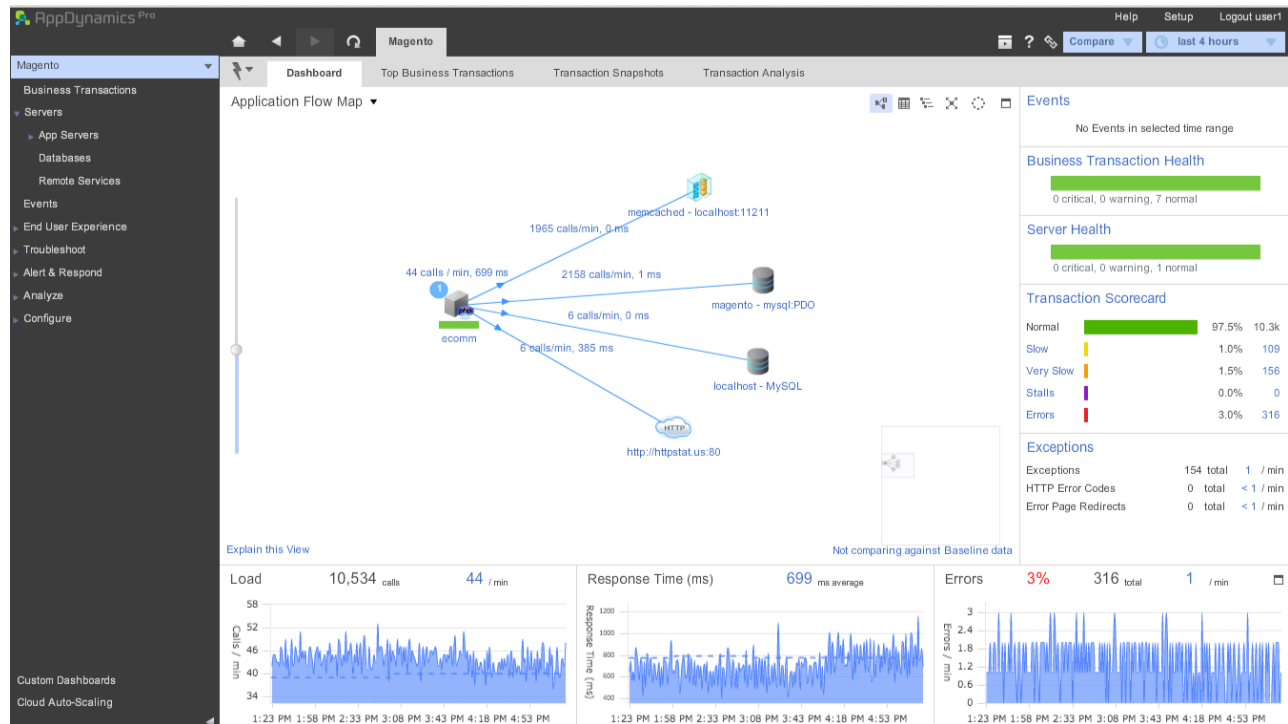 AppDynamics Pro
Help Setup Logout user1
Magento
? Compare last 4 hours
Magento
Dashboard Top Business Transactions Transaction Snapshots Transaction Analysis
Business Transactions
Servers
App Servers
Databases
Remote Services
Events
End User Experience
Troubleshoot
Alert & Respond
Analyze
Configure
Custom Dashboards
Cloud Auto-Scaling
Application Flow Map
memcached - localhost:11211
1965 calls/min, 0 ms
44 calls / min, 699 ms
2158 calls/min, 1 ms
1
php
magento - mysql:PDO
6 calls/min, 0 ms
ecomm
6 calls/min, 385 ms
localhost - MySQL
HTTP
http://httpstat.us:80
Explain this View
Not comparing against Baseline data
Events
No Events in selected time range
Business Transaction Health
0 critical, 0 warning, 7 normal
Server Health
0 critical, 0 warning, 1 normal
Transaction Scorecard
Normal 97.5% 10.3k
Slow 1.0% 109
Very Slow 1.5% 156
Stalls 0.0% 0
Errors 3.0% 316
Exceptions
Exceptions 154 total 1 / min
HTTP Error Codes 0 total < 1 / min
Error Page Redirects 0 total < 1 / min
Load 10,534 calls 44 / min
58
52
46
40
34
Calls / min
1:23 PM 1:58 PM 2:33 PM 3:08 PM 3:43 PM 4:18 PM 4:53 PM
Response Time (ms) 699 ms average
1200
1000
800
600
400
Response Time (ms)
1:23 PM 1:58 PM 2:33 PM 3:08 PM 3:43 PM 4:18 PM 4:53 PM
Errors 3% 316 total 1 / min
3
2.4
1.8
1.2
0.6
0
Errors / min
1:23 PM 1:58 PM 2:33 PM 3:08 PM 3:43 PM 4:18 PM 4:53 PM